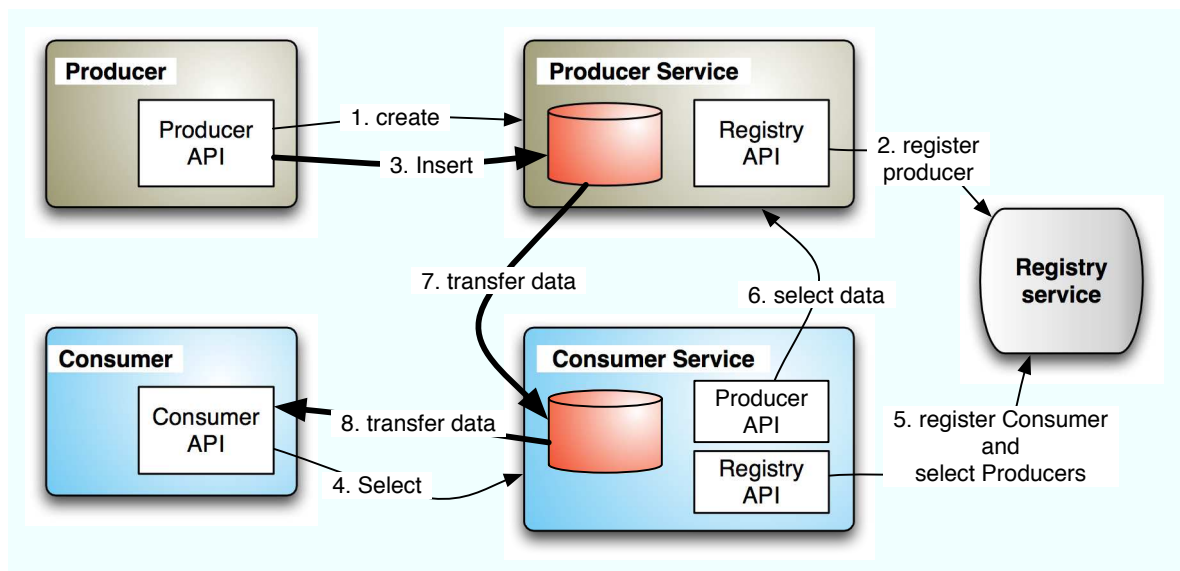 Producer
Producer
API
1. create
3. Insert
Producer Service
Registry
API
2. register
producer
Registry
service
7. transfer data
6. select data
Consumer
Consumer
API
8. transfer data
4. Select
Consumer Service
Producer
API
Registry
API
5. register Consumer
and
select Producers